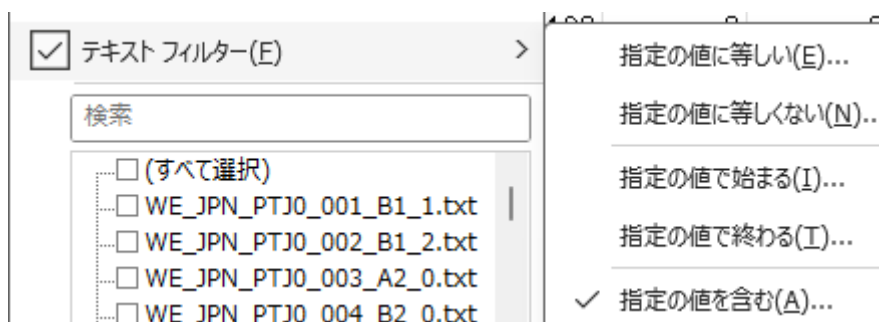 テキスト フィルター(F)
検索
(すべて選択)
WE_JPN_PTJ0_001_B1_1.txt
WE_JPN_PTJ0_002_B1_2.txt
WE_JPN_PTJ0_003_A2_0.txt
WE_JPN_PTJ0_004_B2_0.txt
指定の値に等しい(E)...
指定の値に等しくない(N)...
指定の値で始まる(I)...
指定の値で終わる(T)...
指定の値を含む(A)...